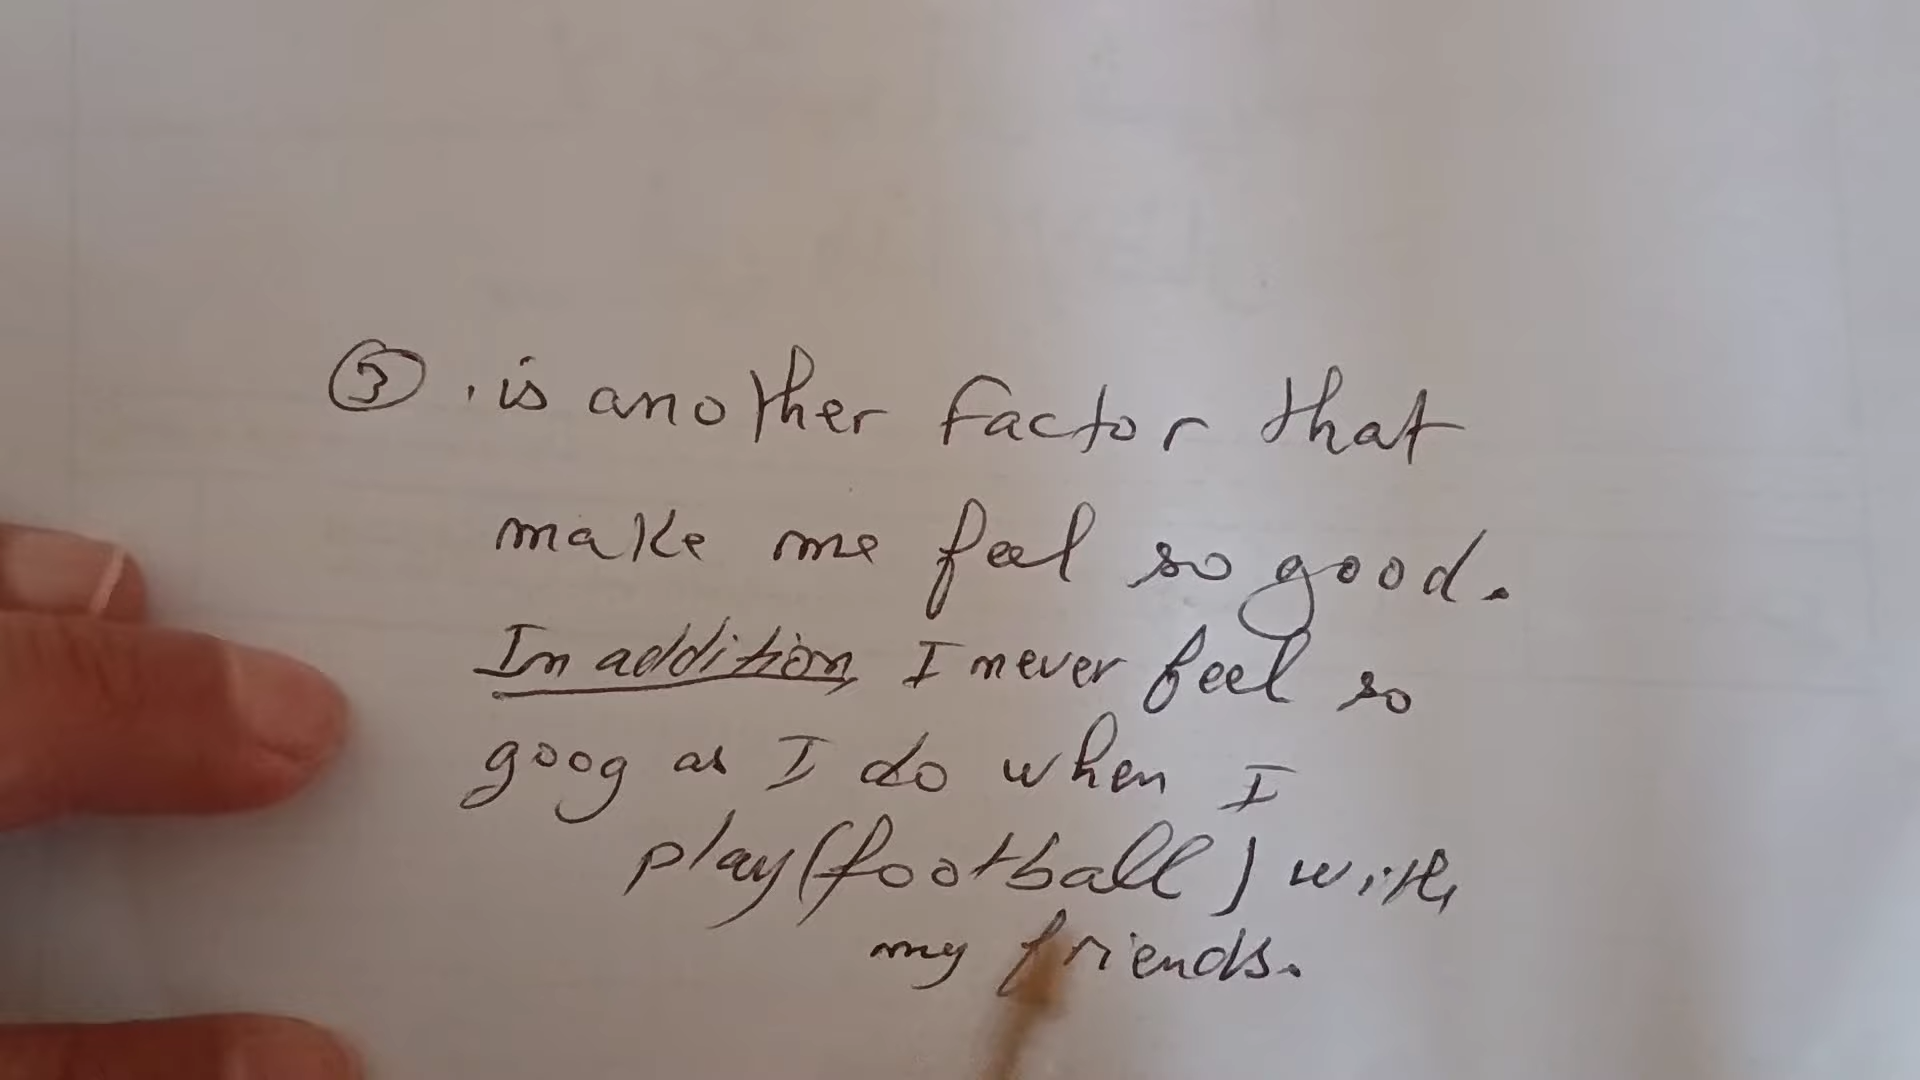 ③ . is another factor that
make me feel so good.
In addition, I never feel so
goog as I do when I
play (football) with
my friends.